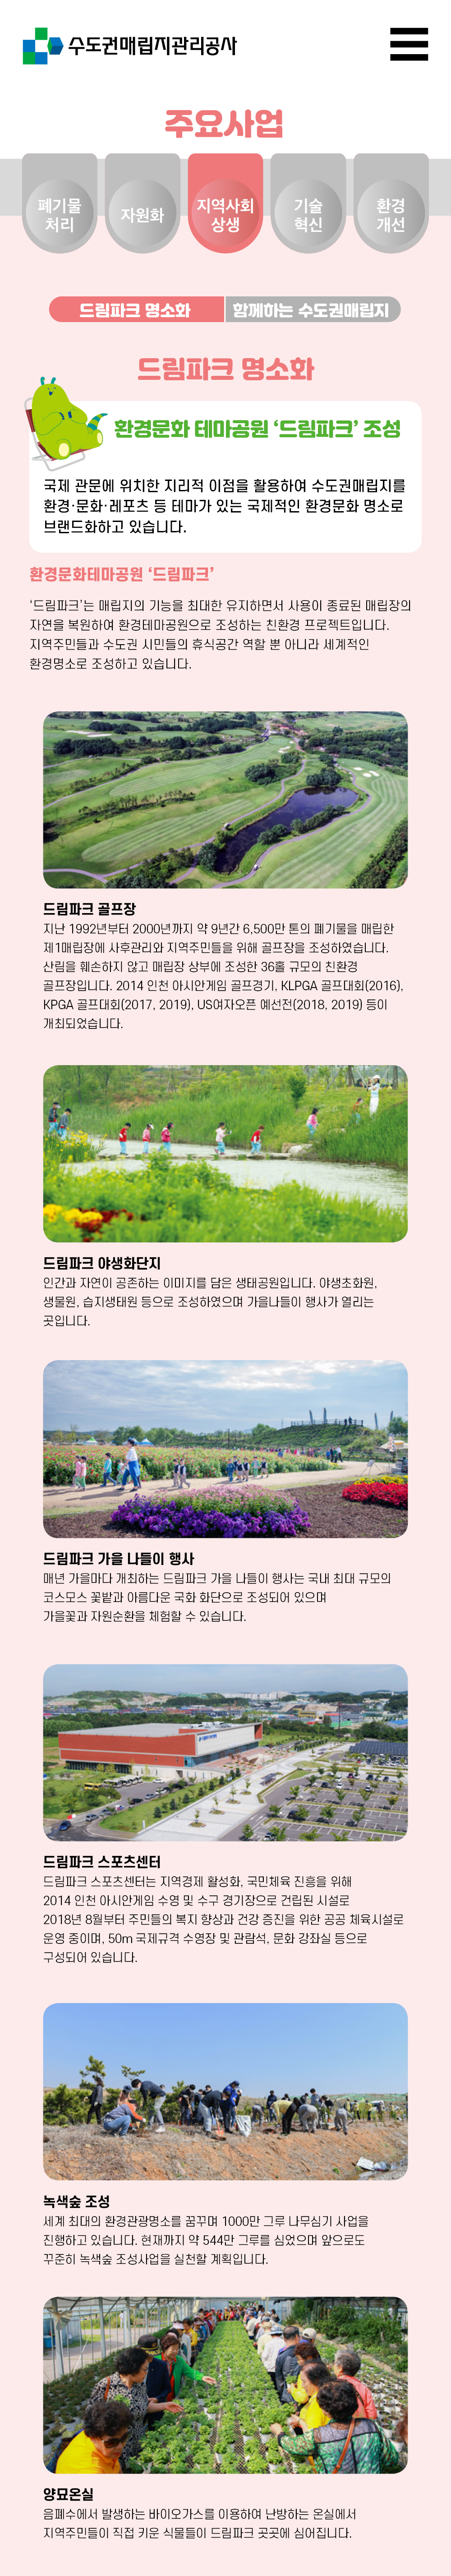 수도권매립지관리공사
주요사업
폐기물
처리
자원화
지역사회
상생
기술
혁신
환경
개선
드림파크 명소화
함께하는 수도권매립지
드림파크 명소화
환경문화 테마공원 ‘드림파크’ 조성
국제 관문에 위치한 지리적 이점을 활용하여 수도권매립지를
환경·문화·레포츠 등 테마가 있는 국제적인 환경문화 명소로
브랜드화하고 있습니다.
환경문화테마공원 ‘드림파크’
‘드림파크’는 매립지의 기능을 최대한 유지하면서 사용이 종료된 매립장의
자연을 복원하여 환경테마공원으로 조성하는 친환경 프로젝트입니다.
지역주민들과 수도권 시민들의 휴식공간 역할 뿐 아니라 세계적인
환경명소로 조성하고 있습니다.
드림파크 골프장
지난 1992년부터 2000년까지 약 9년간 6,500만 톤의 폐기물을 매립한
제1매립장에 사후관리와 지역주민들을 위해 골프장을 조성하였습니다.
산림을 훼손하지 않고 매립장 상부에 조성한 36홀 규모의 친환경
골프장입니다. 2014 인천 아시안게임 골프경기, KLPGA 골프대회(2016),
KPGA 골프대회(2017, 2019), US여자오픈 예선전(2018, 2019) 등이
개최되었습니다.
드림파크 야생화단지
인간과 자연이 공존하는 이미지를 담은 생태공원입니다. 야생초화원,
생물원, 습지생태원 등으로 조성하였으며 가을나들이 행사가 열리는
곳입니다.
드림파크 가을 나들이 행사
매년 가을마다 개최하는 드림파크 가을 나들이 행사는 국내 최대 규모의
코스모스 꽃밭과 아름다운 국화 화단으로 조성되어 있으며
가을꽃과 자원순환을 체험할 수 있습니다.
드림파크 스포츠센터
드림파크 스포츠센터는 지역경제 활성화, 국민체육 진흥을 위해
2014 인천 아시안게임 수영 및 수구 경기장으로 건립된 시설로
2018년 8월부터 주민들의 복지 향상과 건강 증진을 위한 공공 체육시설로
운영 중이며, 50m 국제규격 수영장 및 관람석, 문화 강좌실 등으로
구성되어 있습니다.
녹색숲 조성
세계 최대의 환경관광명소를 꿈꾸며 1000만 그루 나무심기 사업을
진행하고 있습니다. 현재까지 약 544만 그루를 심었으며 앞으로도
꾸준히 녹색숲 조성사업을 실천할 계획입니다.
양묘온실
음폐수에서 발생하는 바이오가스를 이용하여 난방하는 온실에서
지역주민들이 직접 키운 식물들이 드림파크 곳곳에 심어집니다.